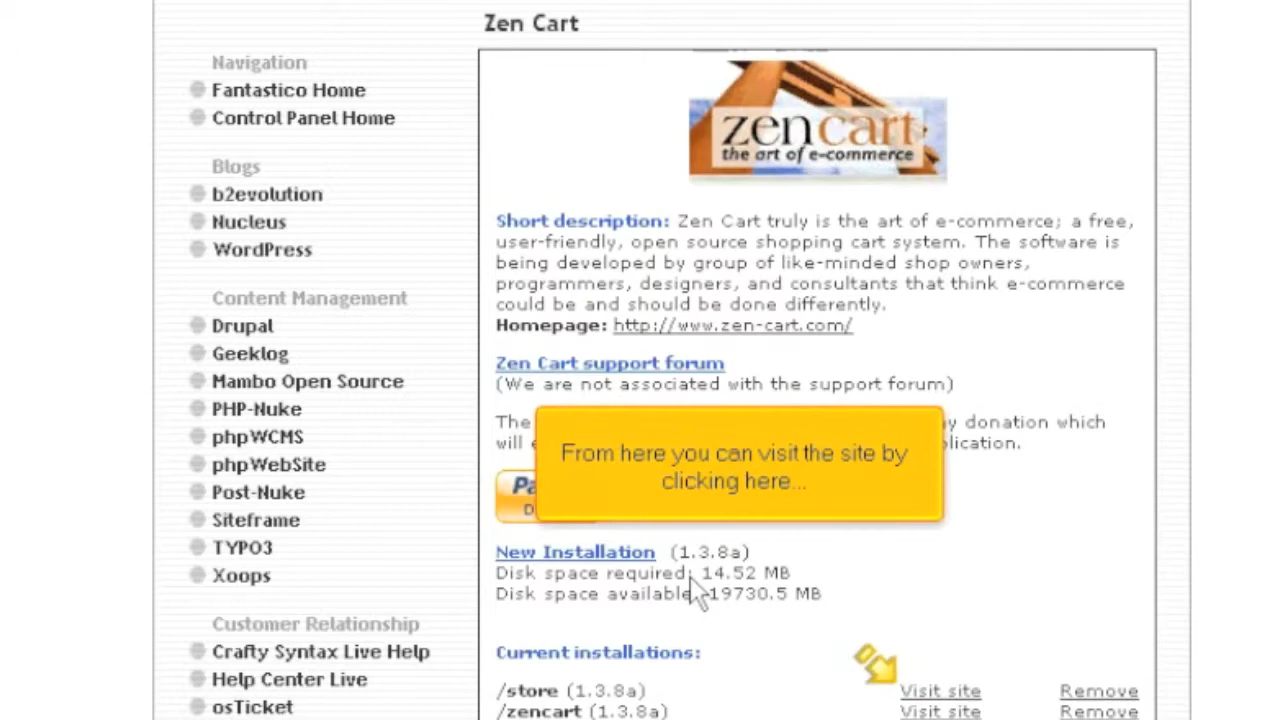 Zen Cart
Navigation
Fantastico Home
Control Panel Home
Blogs
b2evolution
Nucleus
WordPress
Content Management
Drupal
Geeklog
Mambo Open Source
PHP-Nuke
phpWCMS
phpWebSite
Post-Nuke
Siteframe
TYPO3
Xoops
Customer Relationship
Crafty Syntax Live Help
Help Center Live
osTicket
zen cart
the art of e-commerce
Short description: Zen Cart truly is the art of e-commerce; a free,
user-friendly, open source shopping cart system. The software is
being developed by group of like-minded shop owners,
programmers, designers, and consultants that think e-commerce
could be and should be done differently.
Homepage: http://www.zen-cart.com/
Zen Cart support forum
(We are not associated with the support forum)
The donation which
will
From here you can visit the site by
clicking here...
New Installation (1.3.8a)
Disk space required: 14.52 MB
Disk space available: 19730.5 MB
Current installations:
/store (1.3.8a) Visit site Remove
/zencart (1.3.8a) Visit site Remove